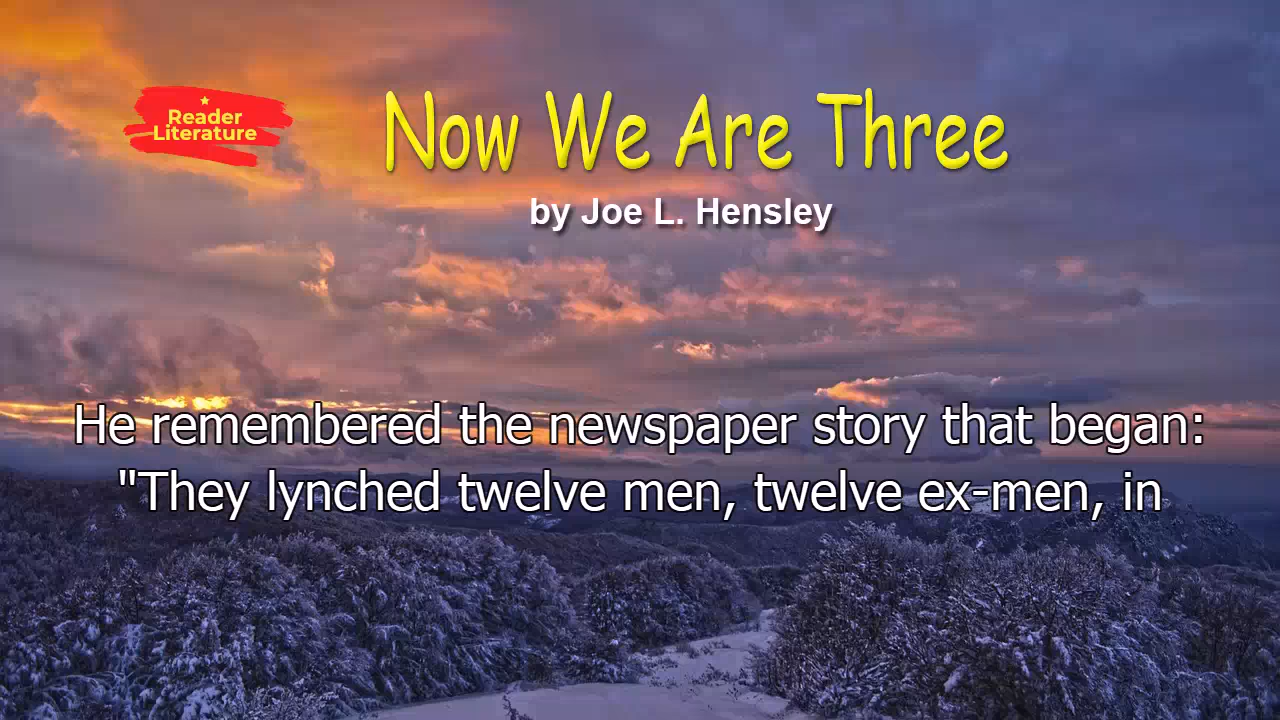 Reader
Literature
Now We Are Three
by Joe L. Hensley
He remembered the newspaper story that began:
"They lynched twelve men, twelve ex-men, in